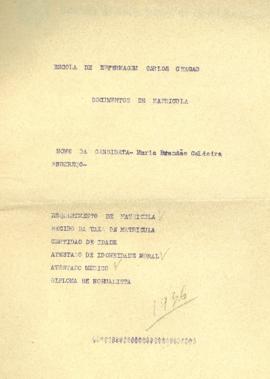 ESCOLA DE ENFERMAGEM CARLOS CHAGAS
DOCUMENTOS DE MATRICULA
NOME DA CANDIDATA- Maria Brandão Caldeira
ENDEREÇO-
REQUERIMENTO DE MATRICULA ✓
RECIBO DA TAXA DE MATRICULA
CERTIDAO DE IDADE
ATESTADO DE IDONEIDADE MORAL ✓
ATESTADO MEDICO ✓
DIPLOMA DE NORMALISTA
1936